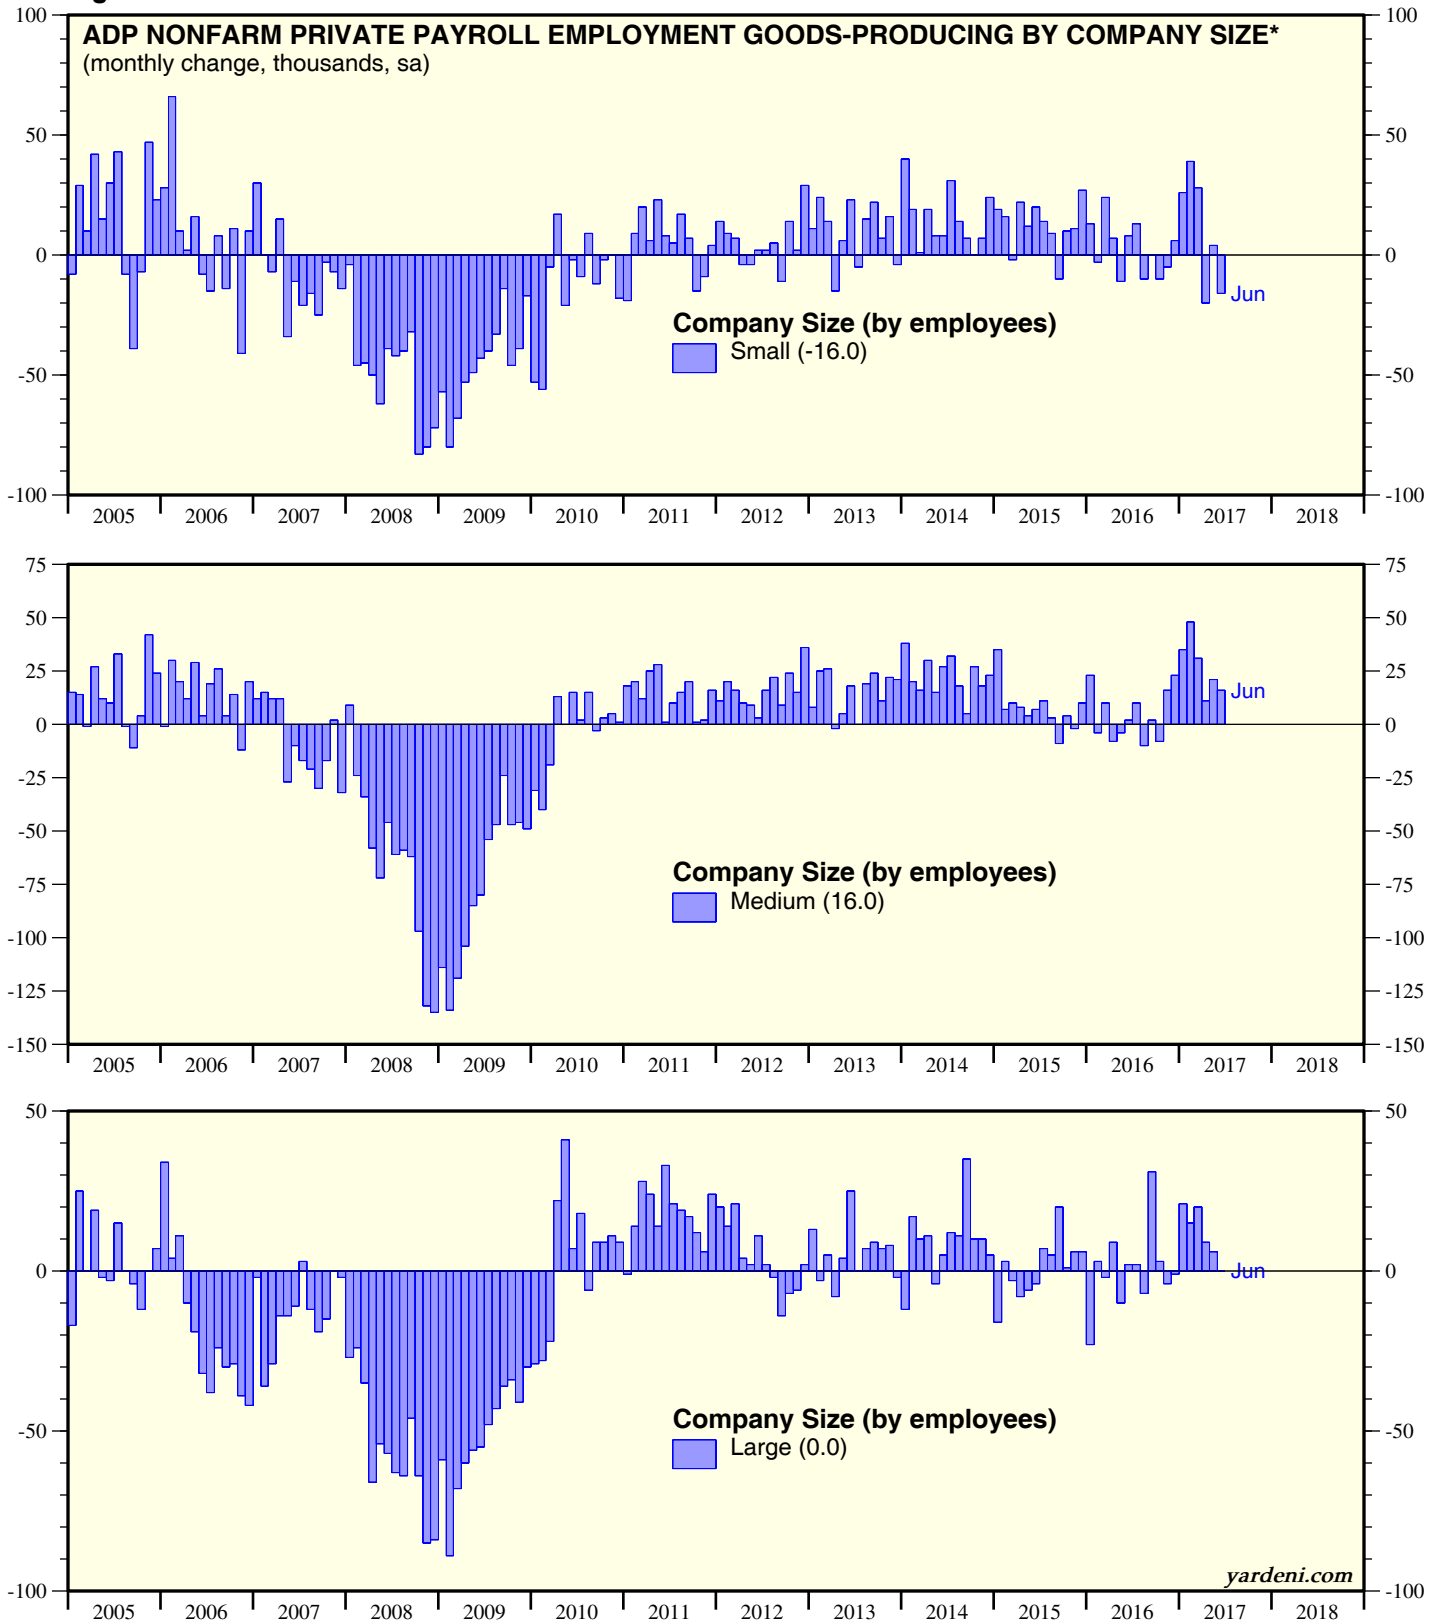 ADP NONFARM PRIVATE PAYROLL EMPLOYMENT GOODS-PRODUCING BY COMPANY SIZE*
(monthly change, thousands, sa)
100 100
50 50
0 0
-50 -50
-100 -100
Jun
Company Size (by employees)
Small (-16.0)
2005 2006 2007 2008 2009 2010 2011 2012 2013 2014 2015 2016 2017 2018
75 75
50 50
25 25
0 0
-25 -25
-50 -50
-75 -75
-100 -100
-125 -125
-150 -150
Jun
Company Size (by employees)
Medium (16.0)
2005 2006 2007 2008 2009 2010 2011 2012 2013 2014 2015 2016 2017 2018
50 50
0 0
-50 -50
-100 -100
Jun
Company Size (by employees)
Large (0.0)
yardeni.com
2005 2006 2007 2008 2009 2010 2011 2012 2013 2014 2015 2016 2017 2018